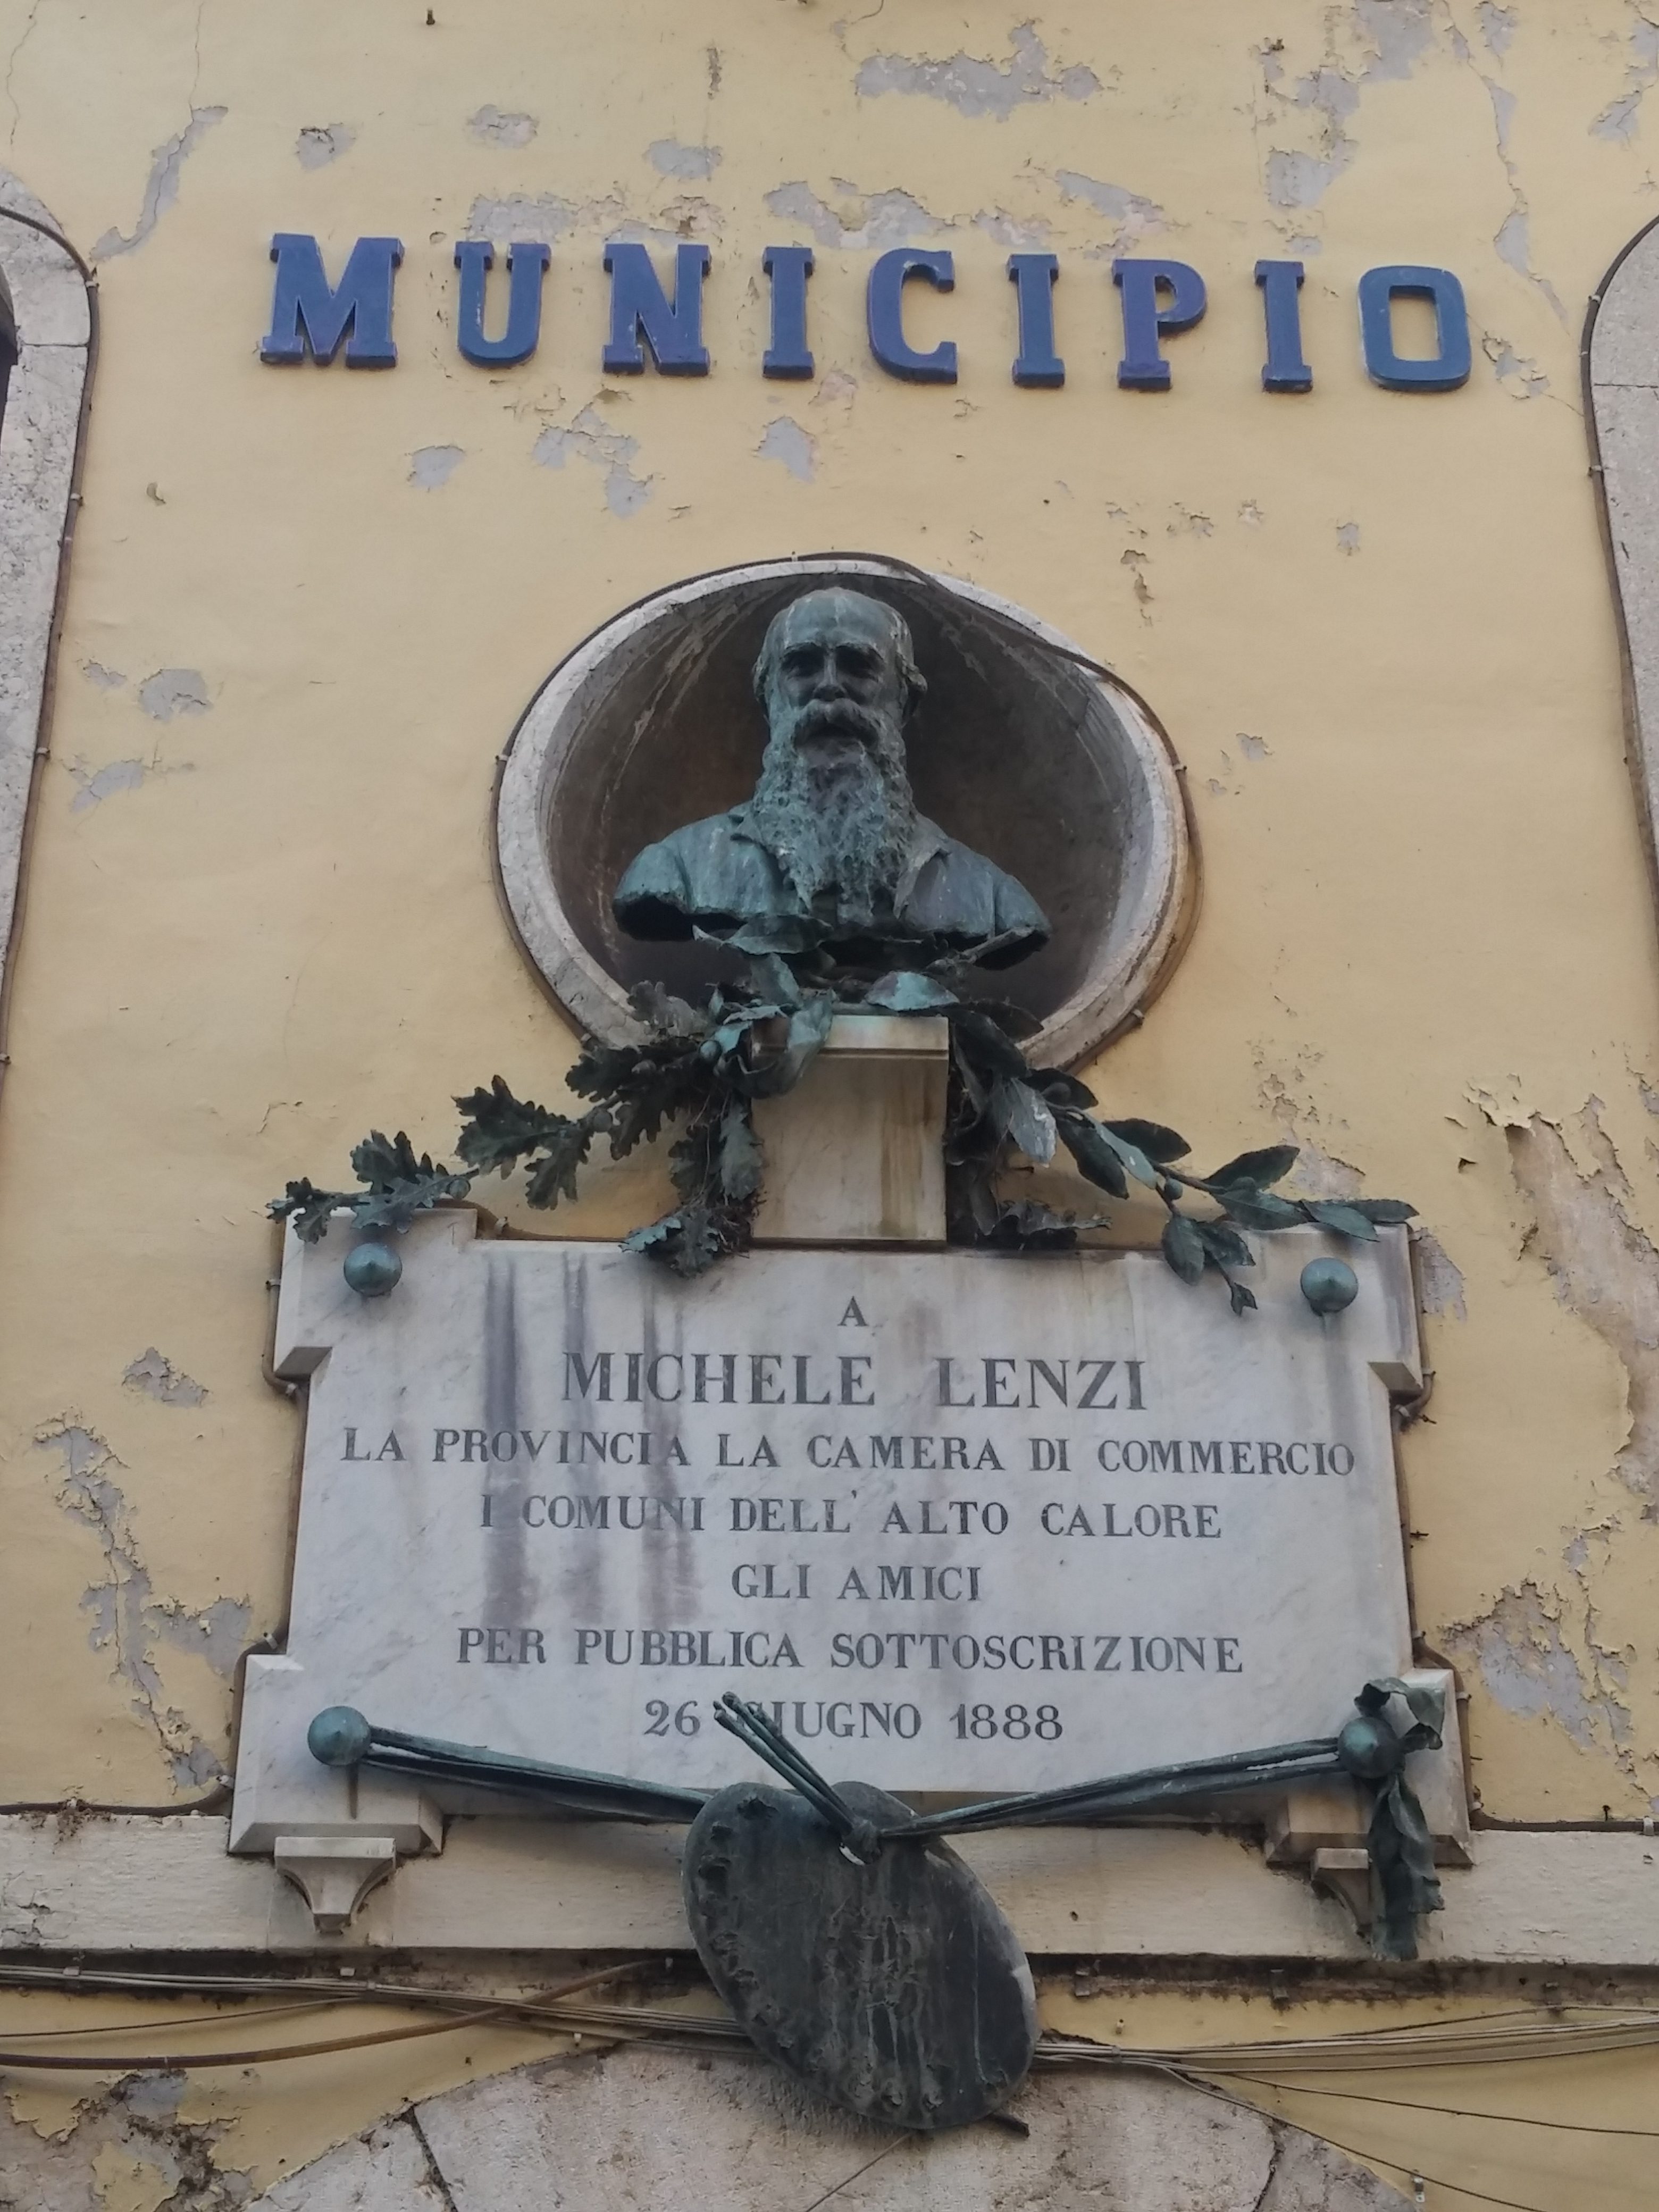 MUNICIPIO
A
MICHELE LENZI
LA PROVINCIA LA CAMERA DI COMMERCIO
I COMUNI DELL' ALTO CALORE
GLI AMICI
PER PUBBLICA SOTTOSCRIZIONE
26 GIUGNO 1888